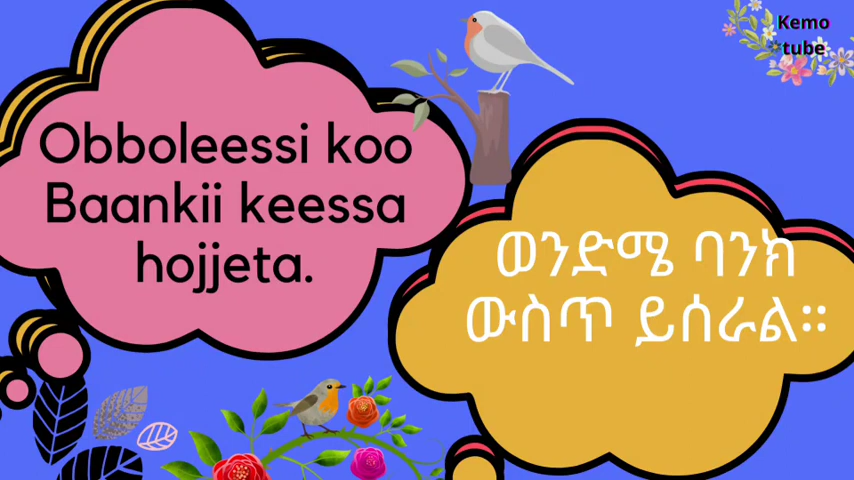 Kemo
tube
Obboleessi koo
Baankii keessa
hojjeta.
ወንድሜ ባንክ
ውስጥ ይሰራል።